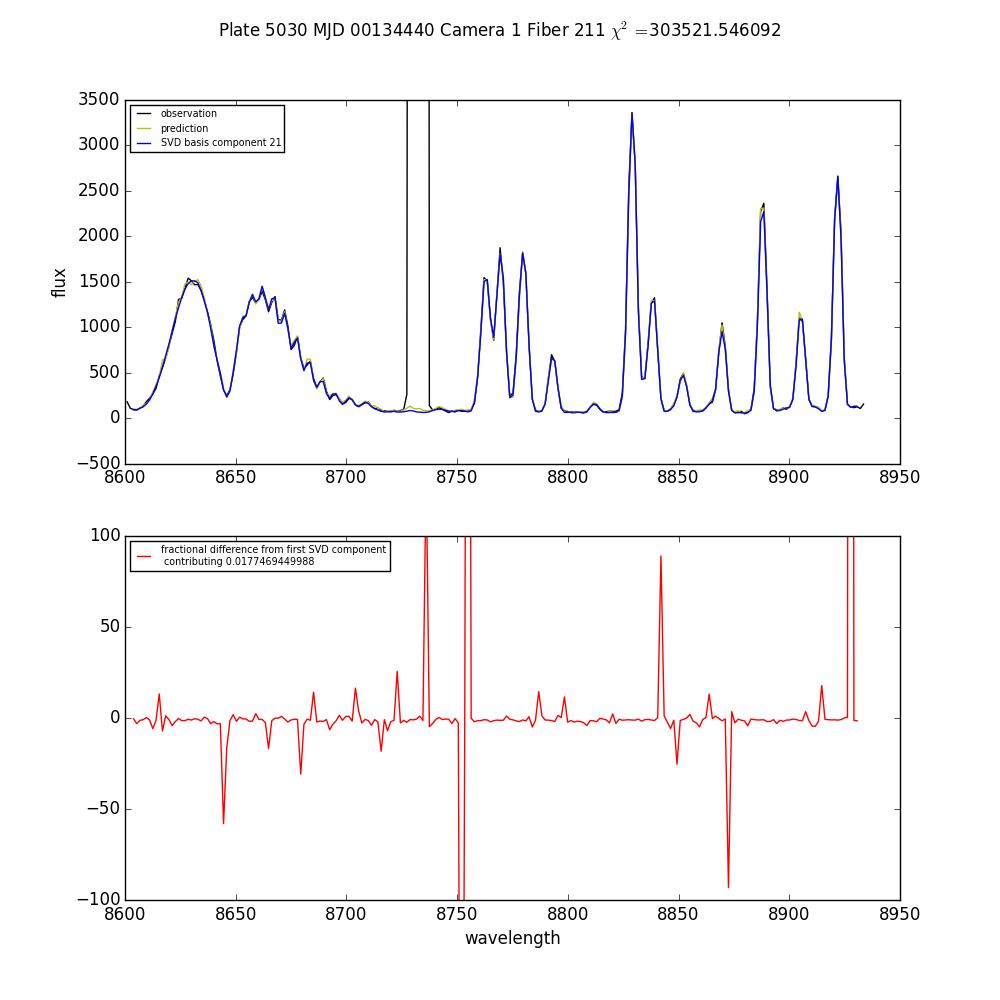 Plate 5030 MJD 00134440 Camera 1 Fiber 211 χ² =303521.546092
3500
3000
2500
2000
1500
1000
500
0
−500
flux
observation
prediction
SVD basis component 21
8600 8650 8700 8750 8800 8850 8900 8950
100
50
0
−50
−100
fractional difference from first SVD component
contributing 0.0177469449988
8600 8650 8700 8750 8800 8850 8900 8950
wavelength